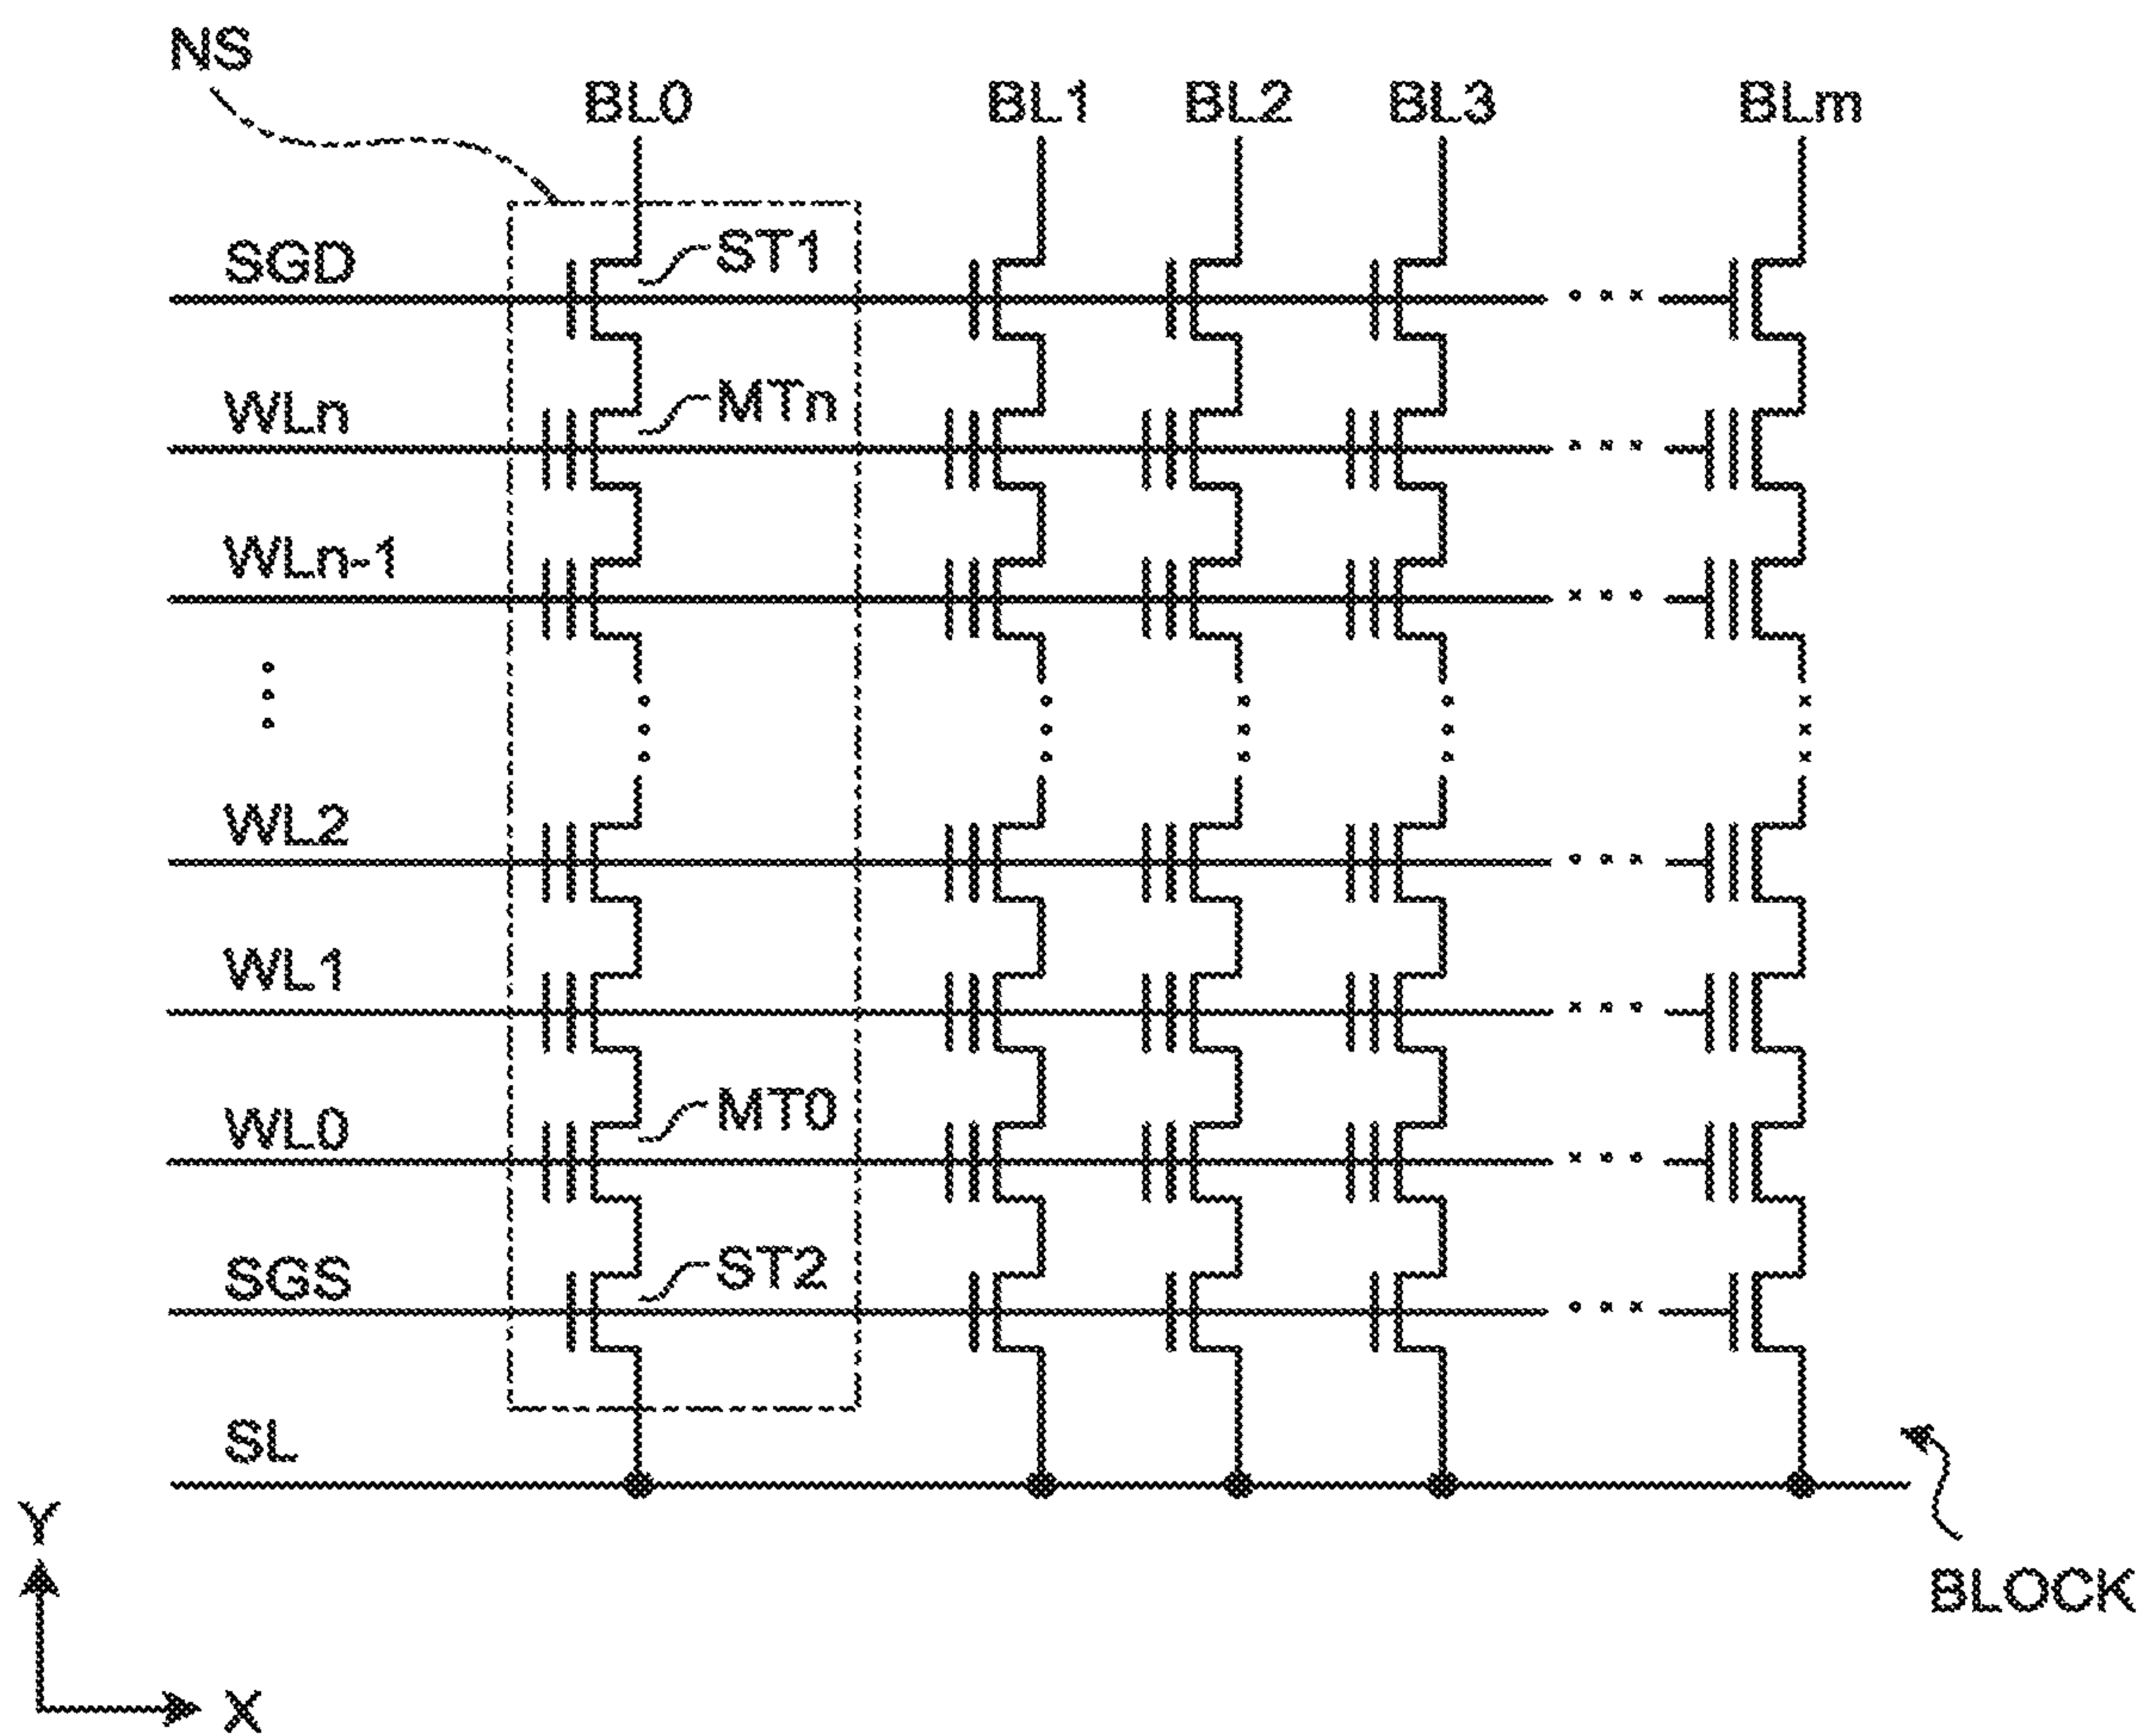 NS
BL0 BL1 BL2 BL3 BLm
SGD ST1
WLn MTn
WLn-1
WL2
WL1
WL0 MT0
SGS ST2
SL
BLOCK
Y
X